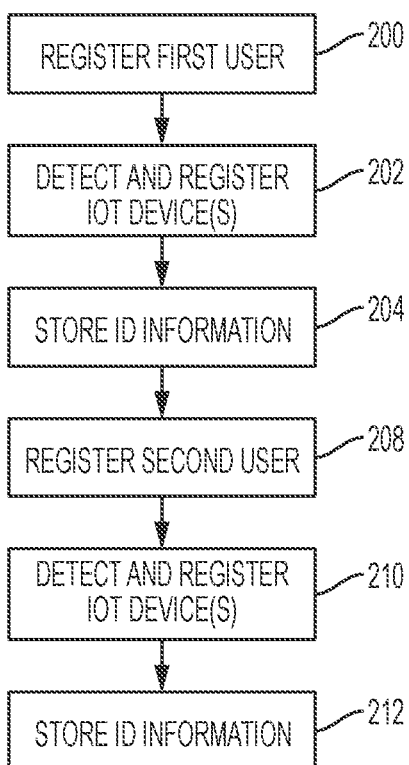 REGISTER FIRST USER
200
DETECT AND REGISTER
IOT DEVICE(S)
202
STORE ID INFORMATION
204
REGISTER SECOND USER
208
DETECT AND REGISTER
IOT DEVICE(S)
210
STORE ID INFORMATION
212